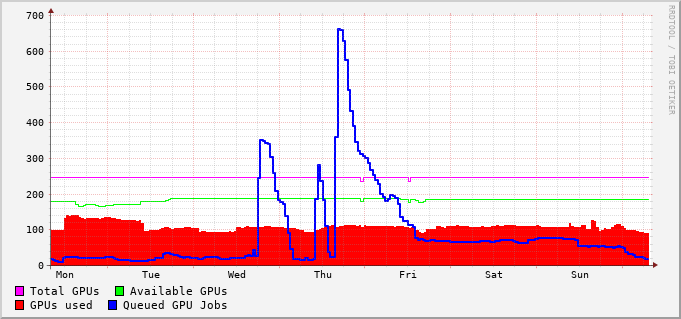 700
600
500
400
300
200
100
0
Mon Tue Wed Thu Fri Sat Sun
Total GPUs Available GPUs
GPUs used Queued GPU Jobs
RRDTOOL / TOBI OETIKER